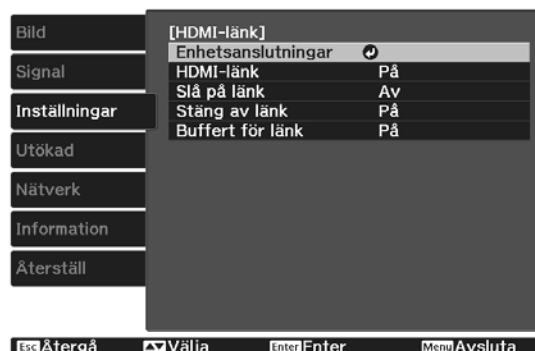 Bild
Signal
Inställningar
Utökad
Nätverk
Information
Återställ
[HDMI-länk]
Enhetsanslutningar
HDMI-länk På
Slå på länk Av
Stäng av länk På
Buffert för länk På
Esc Återgå Välja Enter Enter Menu Avsluta